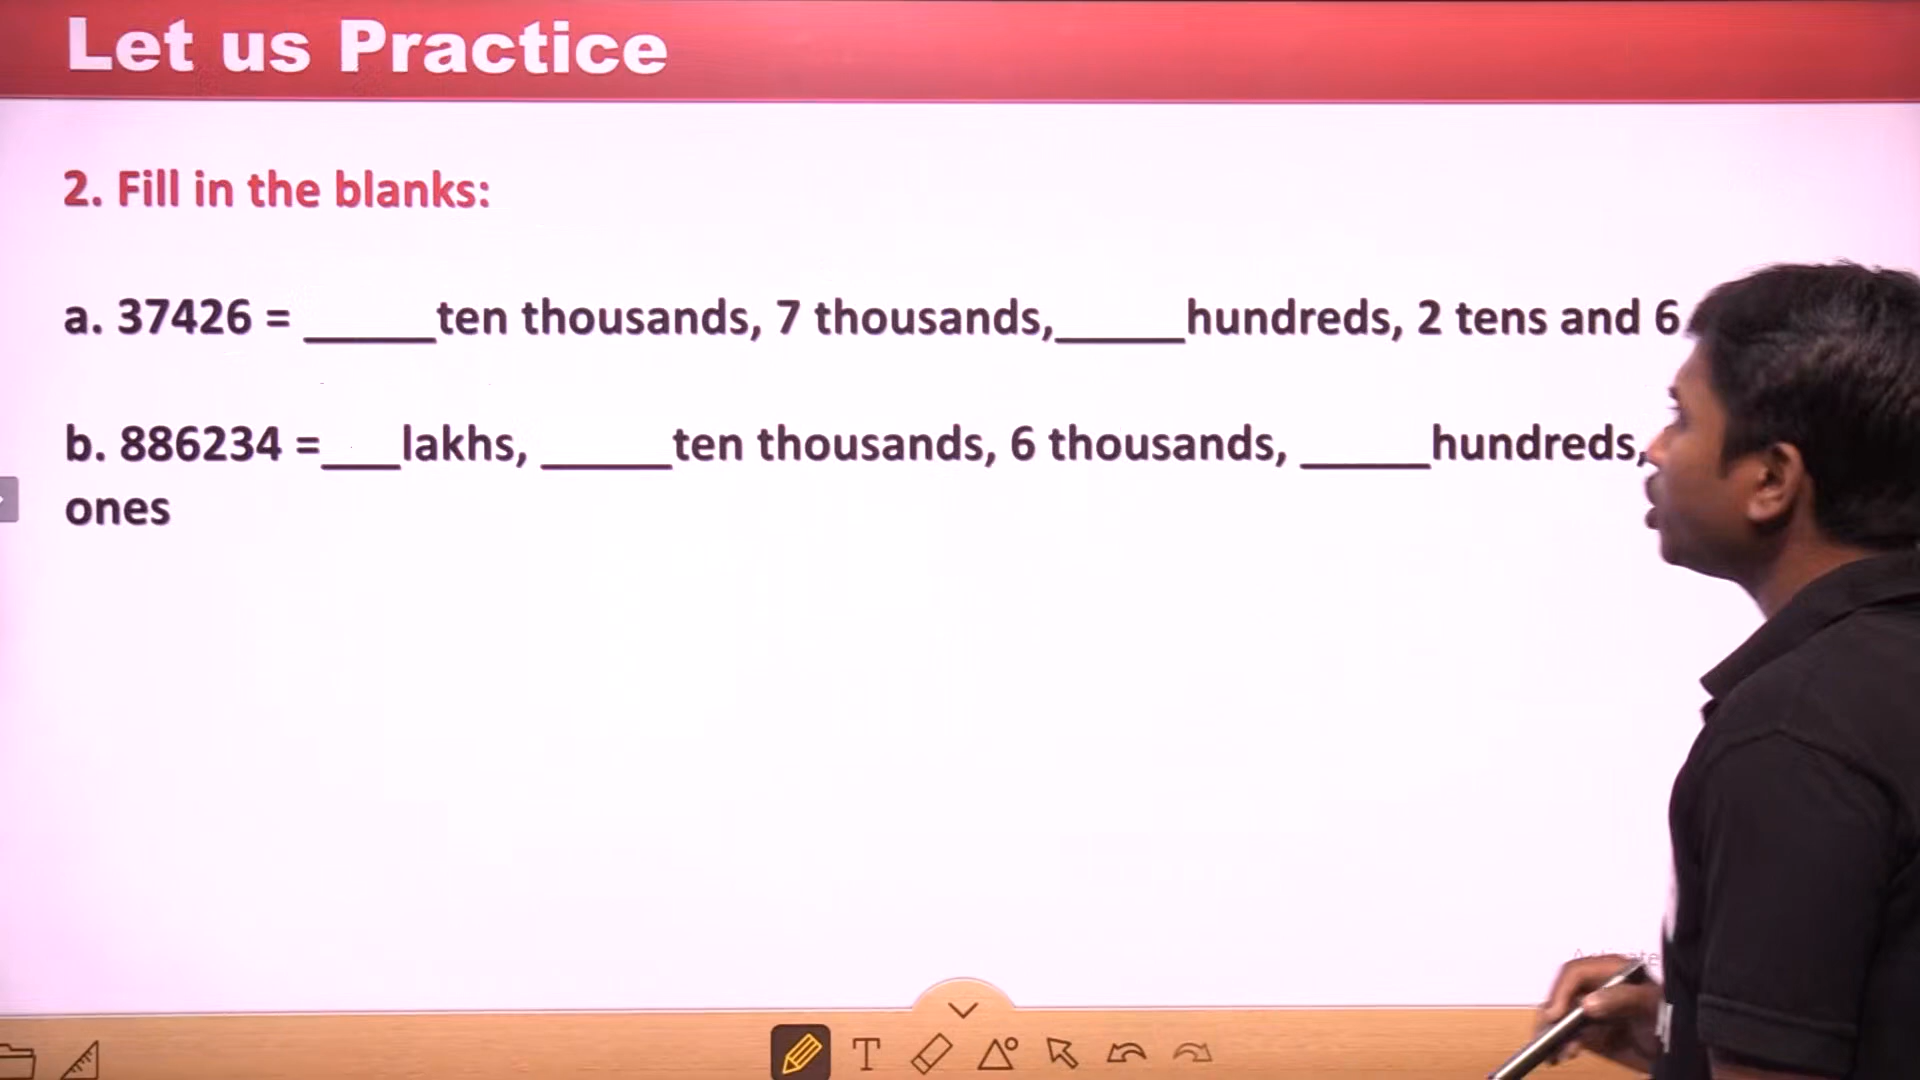 Let us Practice
2. Fill in the blanks:
a. 37426 = _____ten thousands, 7 thousands,_____hundreds, 2 tens and 6
b. 886234 =___lakhs, _____ten thousands, 6 thousands, _____hundreds,
ones
T